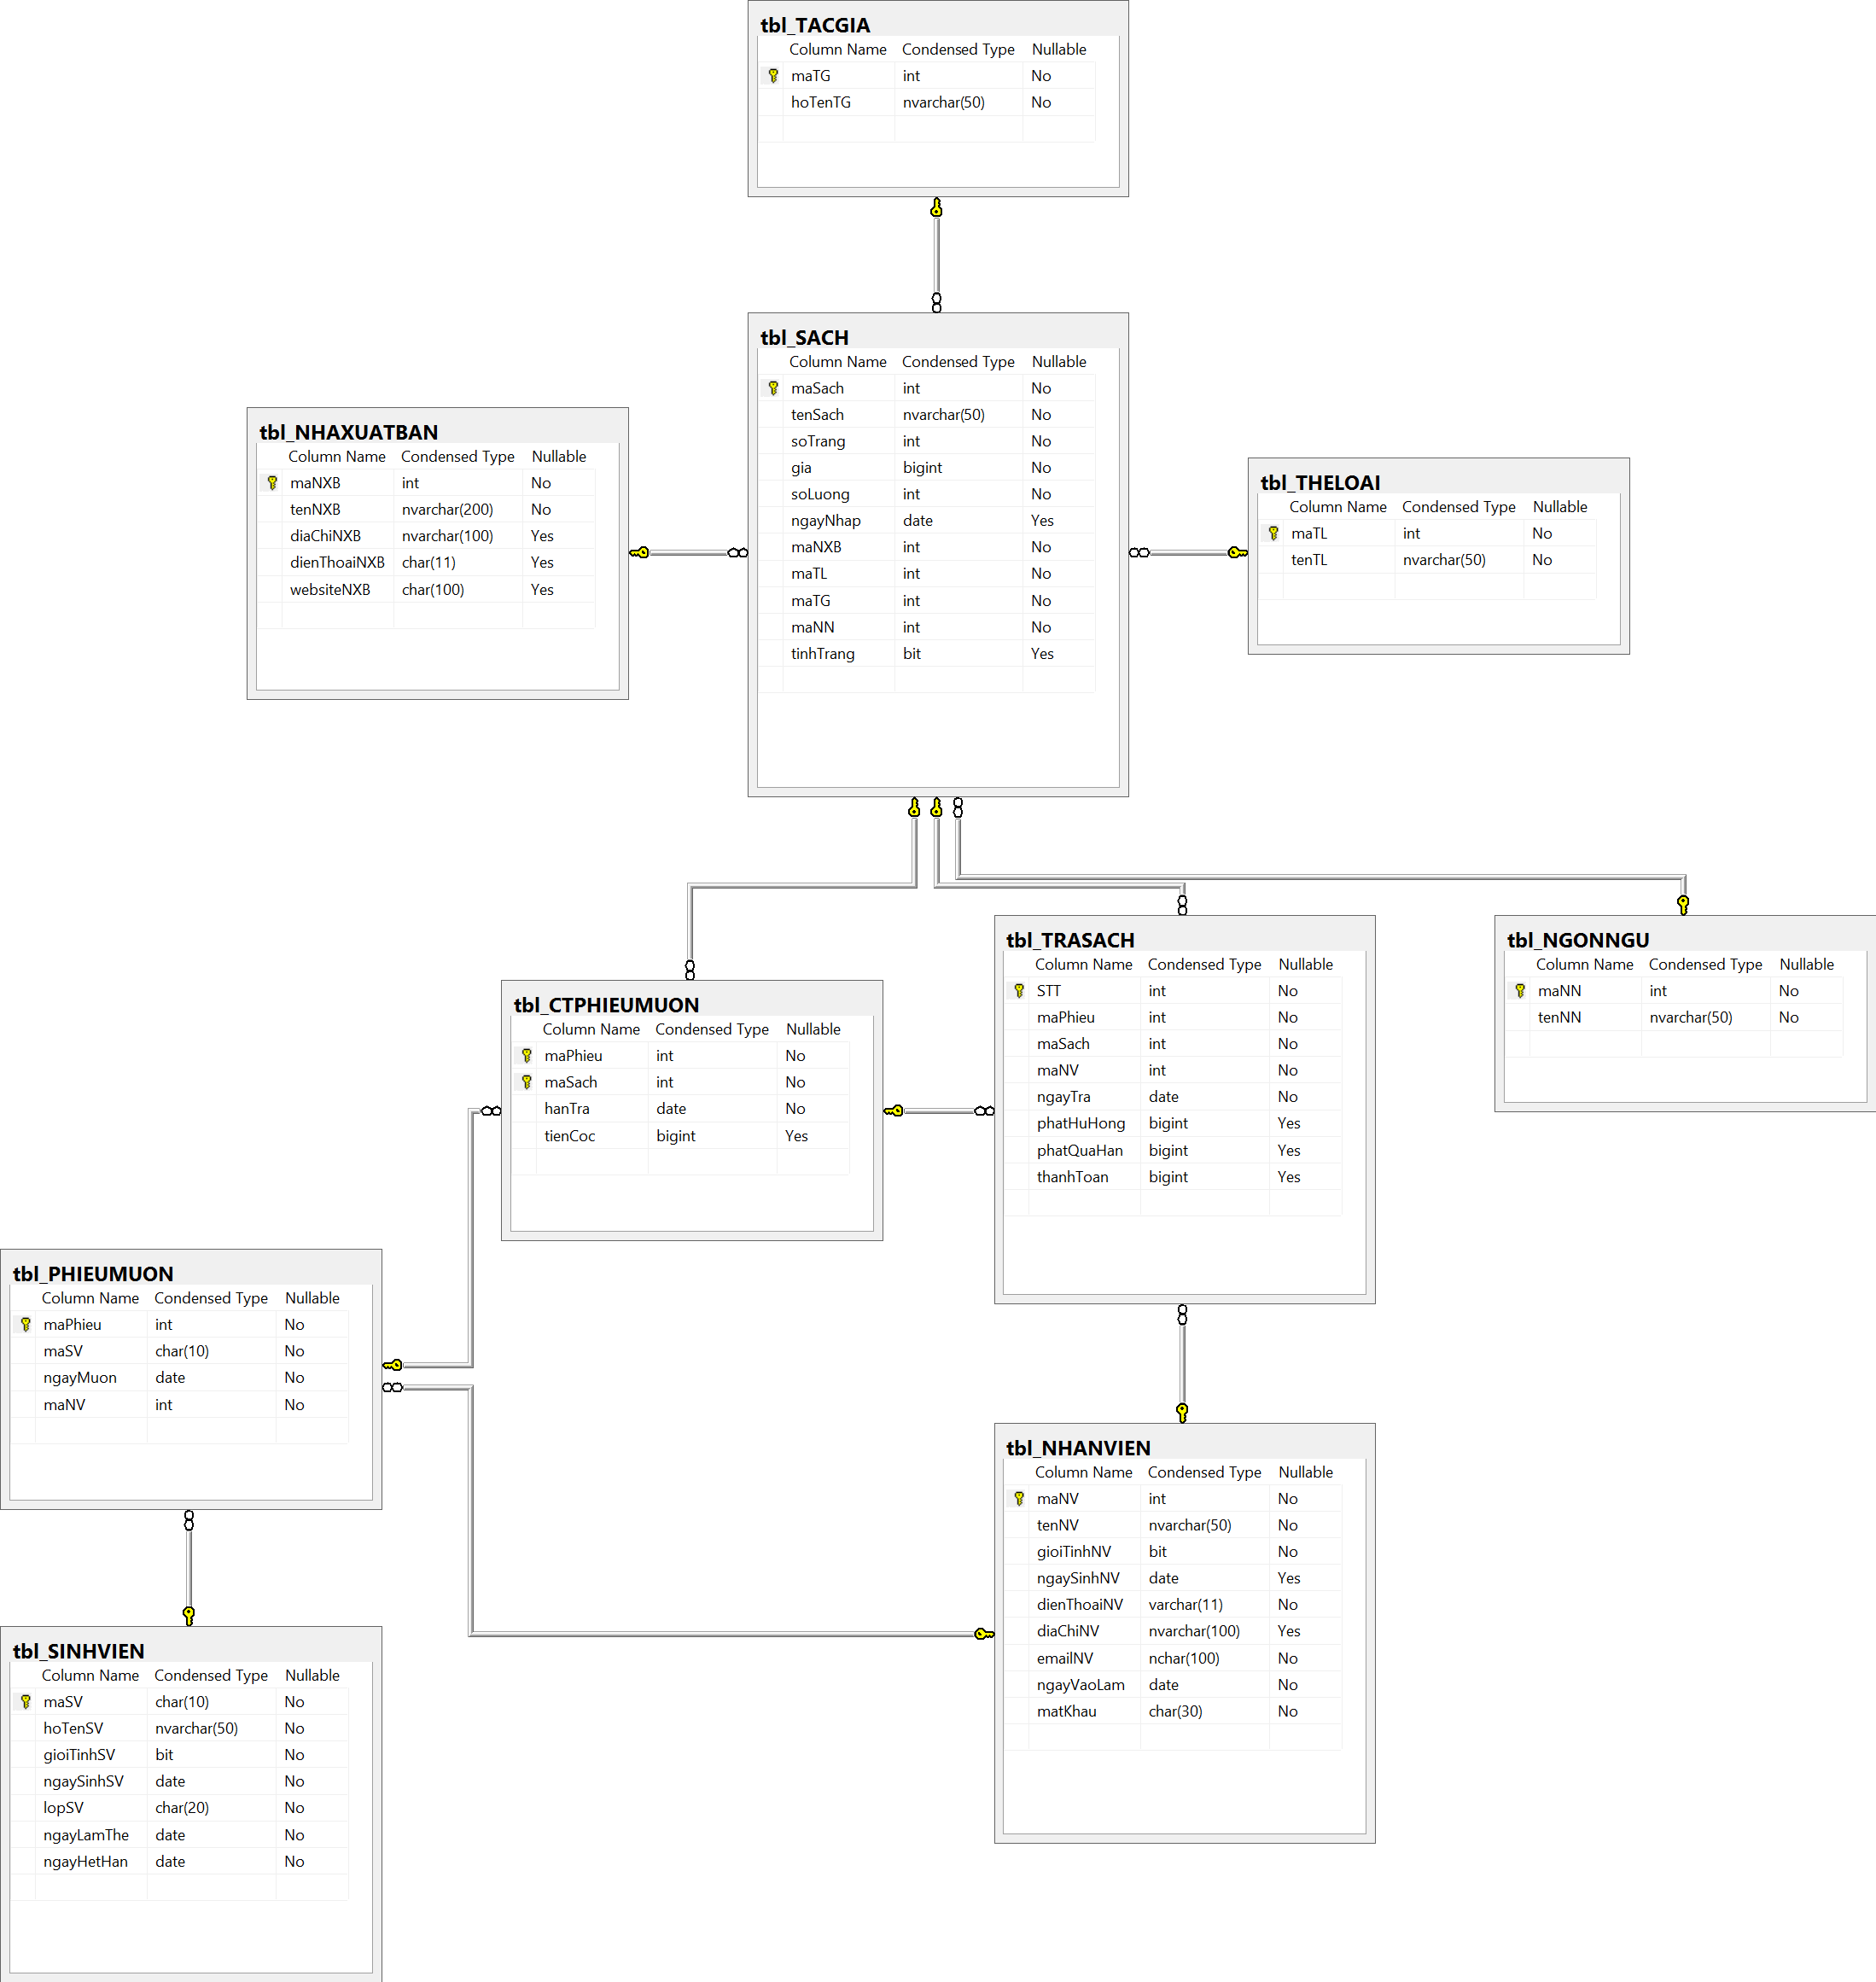 tbl_TACGIA
Column Name Condensed Type Nullable
maTG int No
hoTenTG nvarchar(50) No
tbl_SACH
Column Name Condensed Type Nullable
maSach int No
tenSach nvarchar(50) No
soTrang int No
gia bigint No
soLuong int No
ngayNhap date Yes
maNXB int No
maTL int No
maTG int No
maNN int No
tinhTrang bit Yes
tbl_NHAXUATBAN
Column Name Condensed Type Nullable
maNXB int No
tenNXB nvarchar(200) No
diaChiNXB nvarchar(100) Yes
dienThoaiNXB char(11) Yes
websiteNXB char(100) Yes
tbl_THELOAI
Column Name Condensed Type Nullable
maTL int No
tenTL nvarchar(50) No
tbl_TRASACH
Column Name Condensed Type Nullable
STT int No
maPhieu int No
maSach int No
maNV int No
ngayTra date No
phatHuHong bigint Yes
phatQuaHan bigint Yes
thanhToan bigint Yes
tbl_NGONNGU
Column Name Condensed Type Nullable
maNN int No
tenNN nvarchar(50) No
tbl_CTPHIEUMUON
Column Name Condensed Type Nullable
maPhieu int No
maSach int No
hanTra date No
tienCoc bigint Yes
tbl_PHIEUMUON
Column Name Condensed Type Nullable
maPhieu int No
maSV char(10) No
ngayMuon date No
maNV int No
tbl_NHANVIEN
Column Name Condensed Type Nullable
maNV int No
tenNV nvarchar(50) No
gioiTinhNV bit No
ngaySinhNV date Yes
dienThoaiNV varchar(11) No
diaChiNV nvarchar(100) Yes
emailNV nchar(100) No
ngayVaoLam date No
matKhau char(30) No
tbl_SINHVIEN
Column Name Condensed Type Nullable
maSV char(10) No
hoTenSV nvarchar(50) No
gioiTinhSV bit No
ngaySinhSV date No
lopSV char(20) No
ngayLamThe date No
ngayHetHan date No